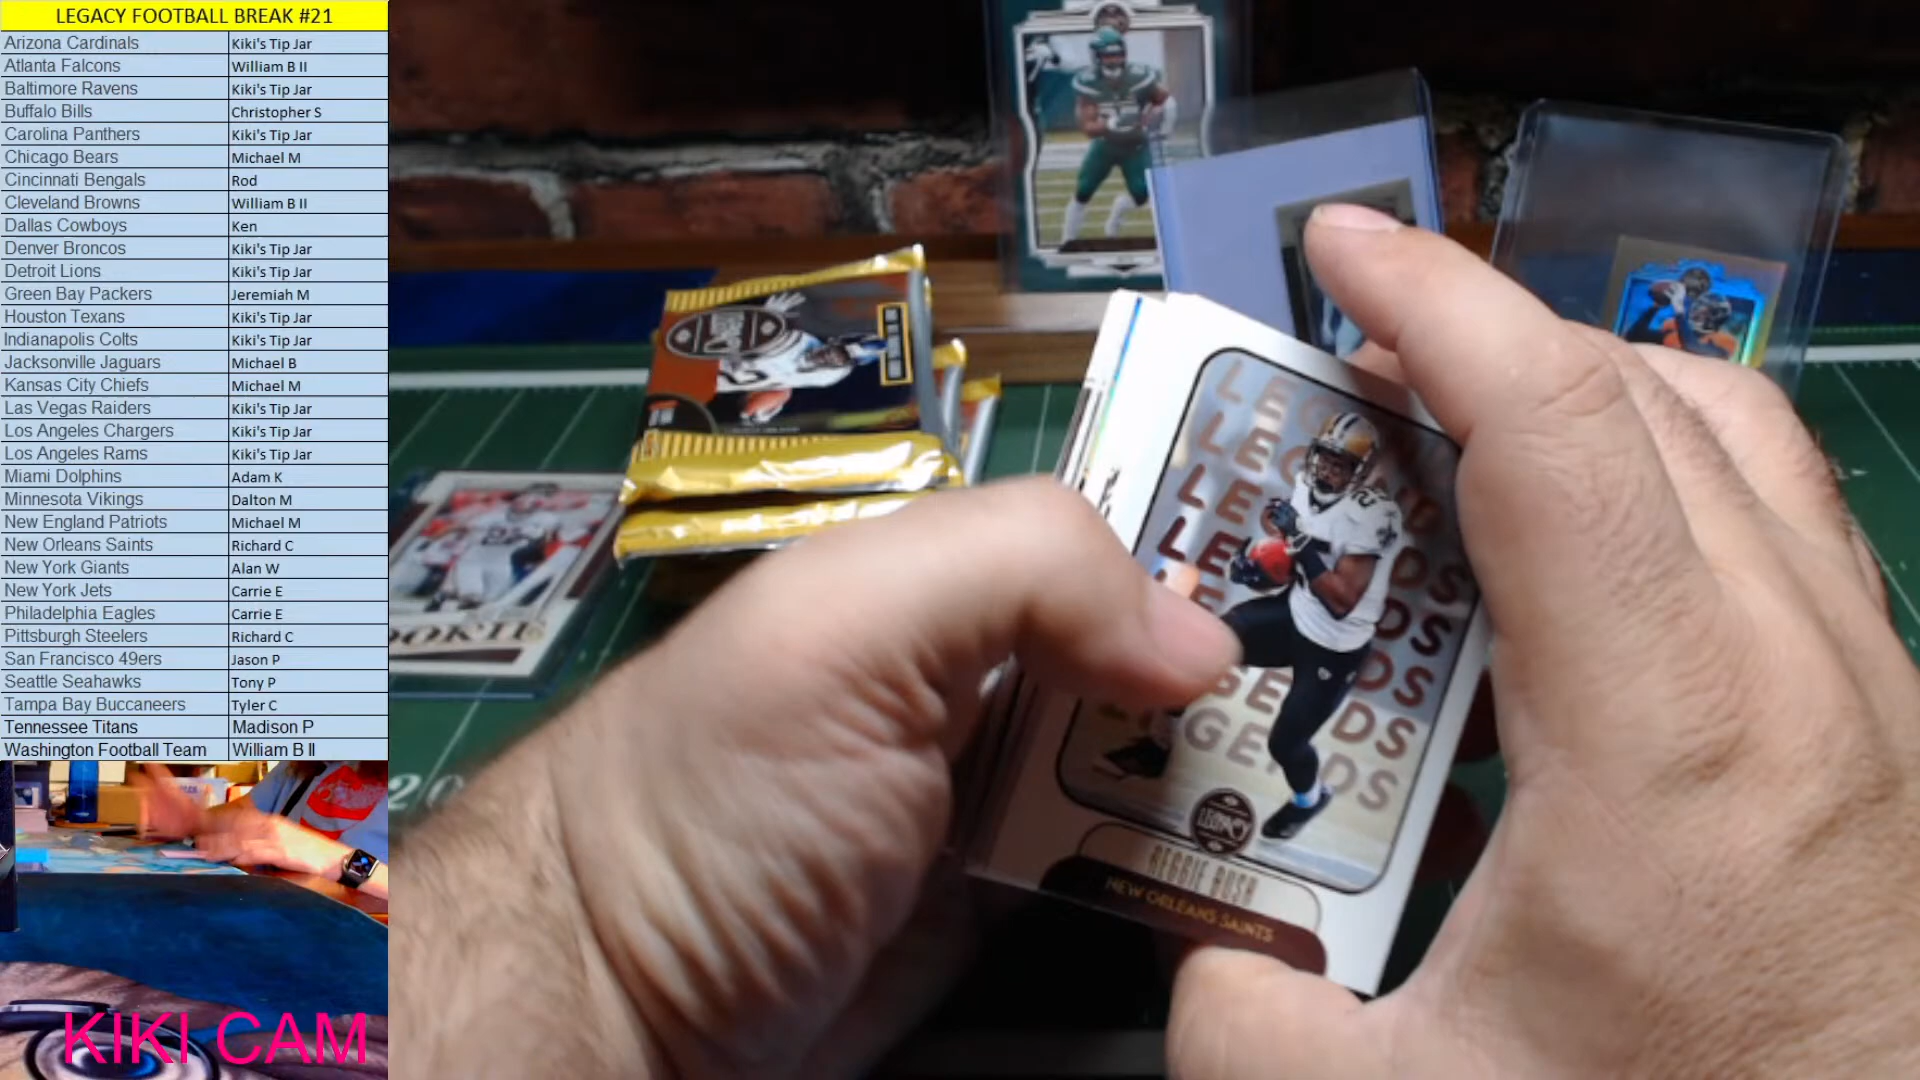 LEGACY FOOTBALL BREAK #21
Arizona Cardinals Kiki's Tip Jar
Atlanta Falcons William B II
Baltimore Ravens Kiki's Tip Jar
Buffalo Bills Christopher S
Carolina Panthers Kiki's Tip Jar
Chicago Bears Michael M
Cincinnati Bengals Rod
Cleveland Browns William B II
Dallas Cowboys Ken
Denver Broncos Kiki's Tip Jar
Detroit Lions Kiki's Tip Jar
Green Bay Packers Jeremiah M
Houston Texans Kiki's Tip Jar
Indianapolis Colts Kiki's Tip Jar
Jacksonville Jaguars Michael B
Kansas City Chiefs Michael M
Las Vegas Raiders Kiki's Tip Jar
Los Angeles Chargers Kiki's Tip Jar
Los Angeles Rams Kiki's Tip Jar
Miami Dolphins Adam K
Minnesota Vikings Dalton M
New England Patriots Michael M
New Orleans Saints Richard C
New York Giants Alan W
New York Jets Carrie E
Philadelphia Eagles Carrie E
Pittsburgh Steelers Richard C
San Francisco 49ers Jason P
Seattle Seahawks Tony P
Tampa Bay Buccaneers Tyler C
Tennessee Titans Madison P
Washington Football Team William B II
KIKI CAM
LEGENDS
LEGACY
REGGIE BUSH
NEW ORLEANS SAINTS